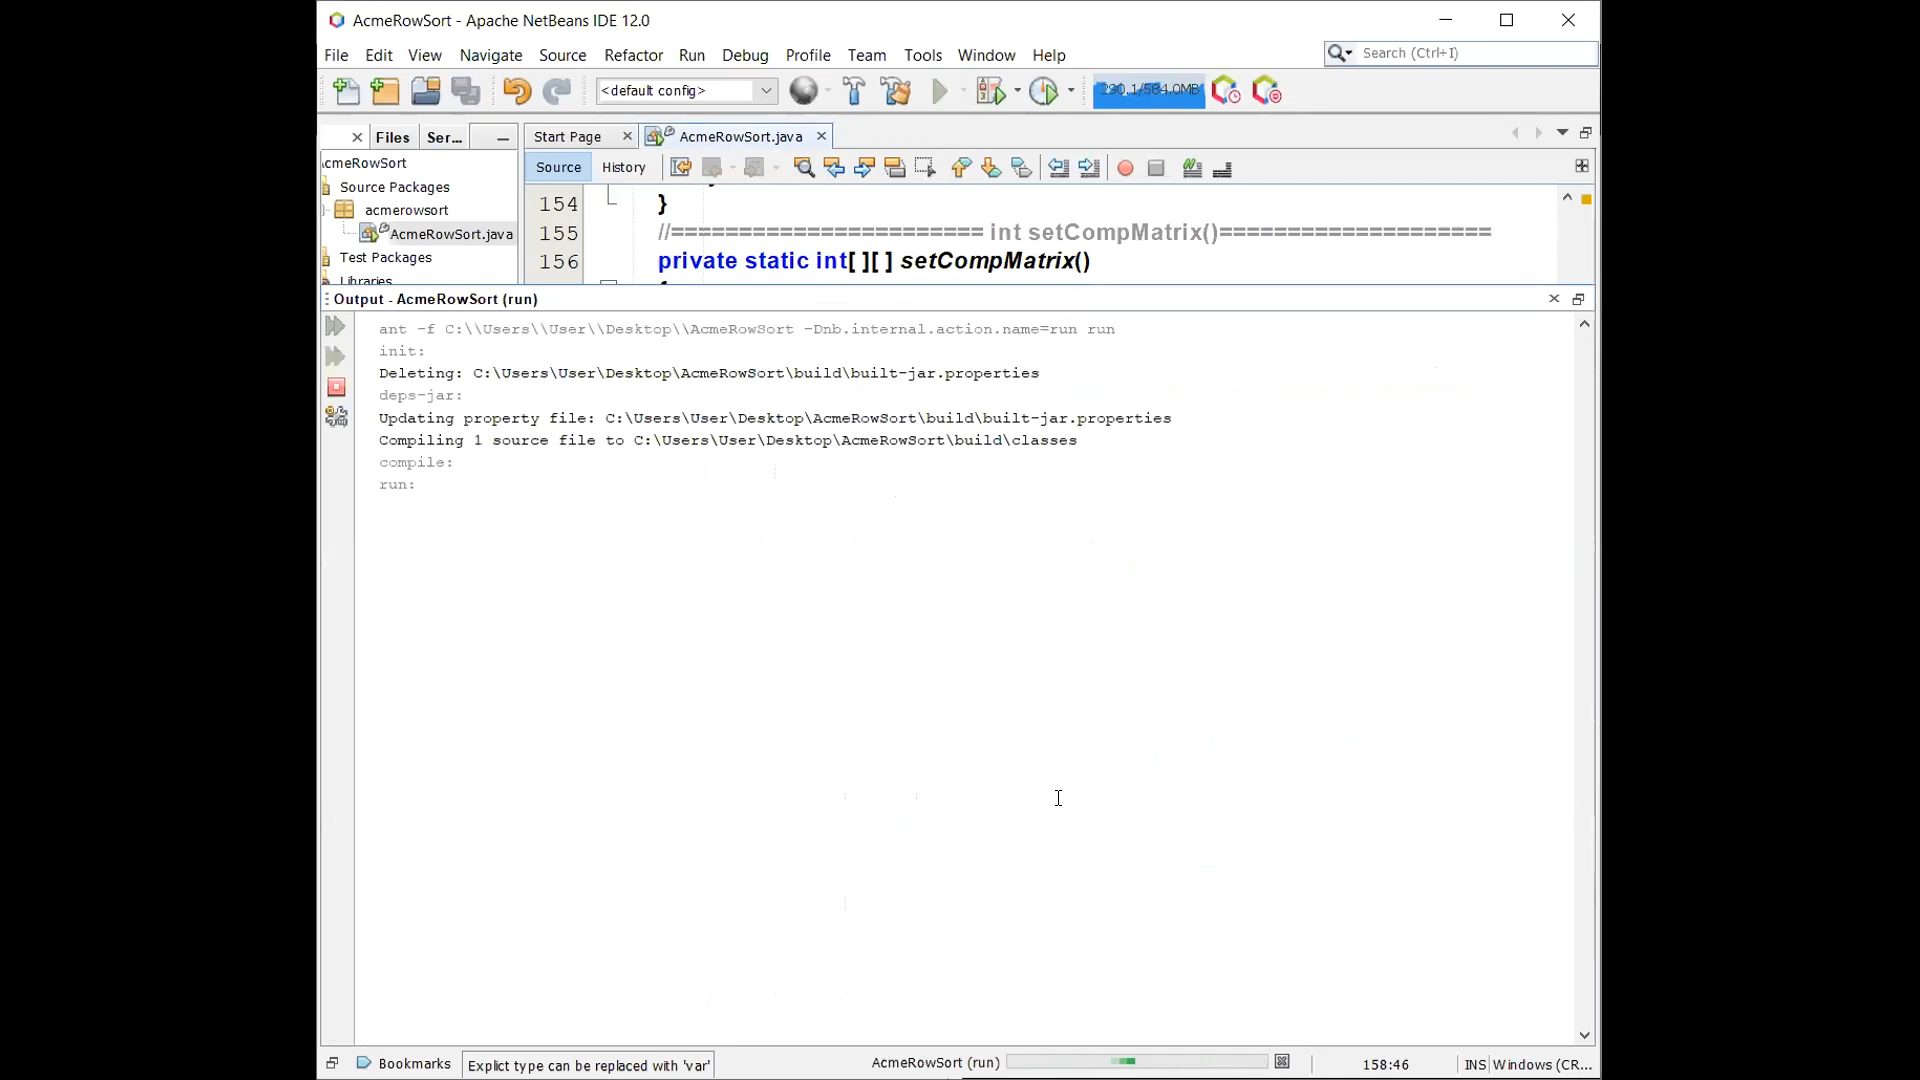 AcmeRowSort - Apache NetBeans IDE 12.0
File Edit View Navigate Source Refactor Run Debug Profile Team Tools Window Help
Search (Ctrl+I)
<default config>
Files Ser...
Start Page AcmeRowSort.java
cmeRowSort
Source Packages
acmerowsort
AcmeRowSort.java
Test Packages
Libraries
Source History
154 }
155 //======================= int setCompMatrix()====================
156 private static int[ ][ ] setCompMatrix()
Output - AcmeRowSort (run)
ant -f C:\\Users\\User\\Desktop\\AcmeRowSort -Dnb.internal.action.name=run run
init:
Deleting: C:\Users\User\Desktop\AcmeRowSort\build\built-jar.properties
deps-jar:
Updating property file: C:\Users\User\Desktop\AcmeRowSort\build\built-jar.properties
Compiling 1 source file to C:\Users\User\Desktop\AcmeRowSort\build\classes
compile:
run:
Bookmarks Explict type can be replaced with 'var' AcmeRowSort (run) 158:46 INS Windows (CR...